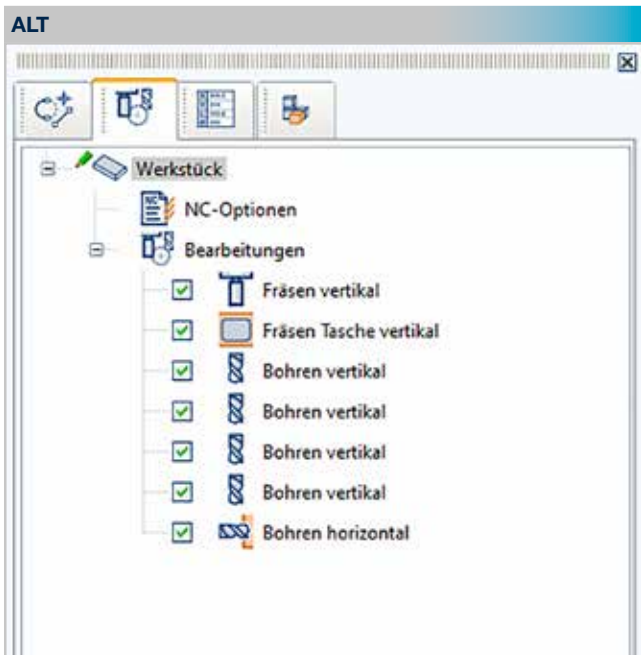 ALT
Werkstück
NC-Optionen
Bearbeitungen
Fräsen vertikal
Fräsen Tasche vertikal
Bohren vertikal
Bohren vertikal
Bohren vertikal
Bohren vertikal
Bohren horizontal